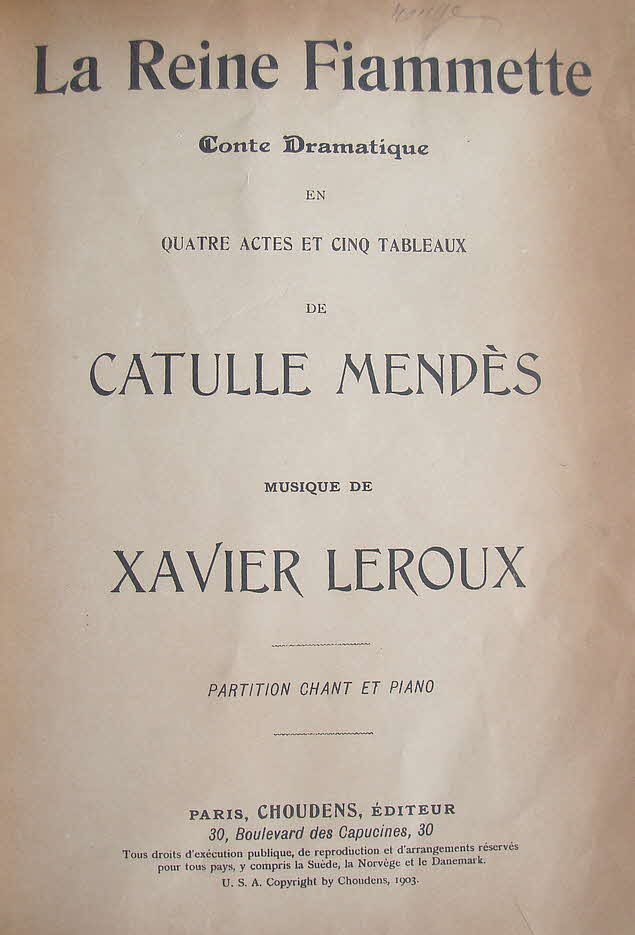 La Reine Fiammette
Conte Dramatique
EN
QUATRE ACTES ET CINQ TABLEAUX
DE
CATULLE MENDÈS
MUSIQUE DE
XAVIER LEROUX
PARTITION CHANT ET PIANO
PARIS, CHOUDENS, ÉDITEUR
30, Boulevard des Capucines, 30
Tous droits d'exécution publique, de reproduction et d'arrangements réservés
pour tous pays, y compris la Suède, la Norvège et le Danemark.
U. S. A. Copyright by Choudens, 1903.